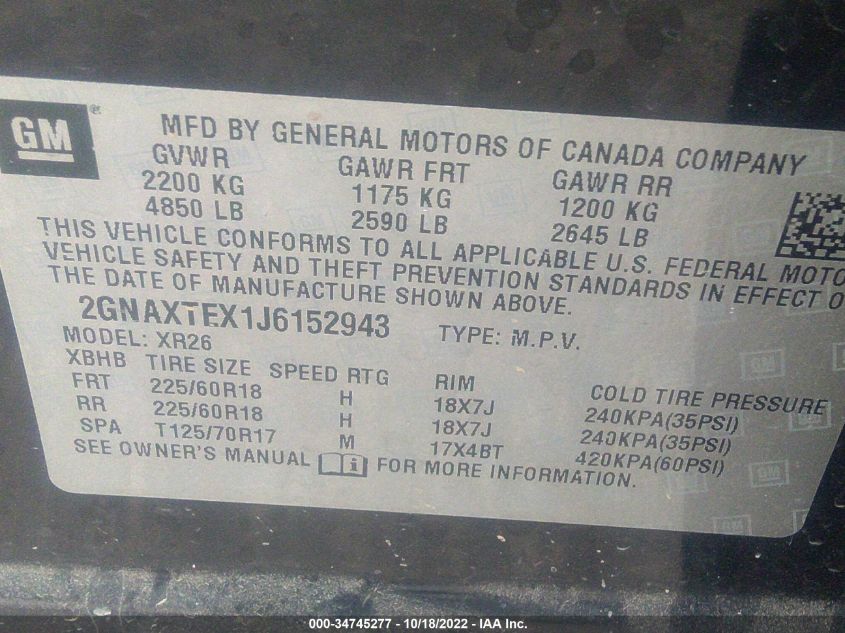 GM ®
MFD BY GENERAL MOTORS OF CANADA COMPANY
GVWR GAWR FRT GAWR RR
2200 KG 1175 KG 1200 KG
4850 LB 2590 LB 2645 LB
THIS VEHICLE CONFORMS TO ALL APPLICABLE U.S. FEDERAL MOTO
VEHICLE SAFETY AND THEFT PREVENTION STANDARDS IN EFFECT O
THE DATE OF MANUFACTURE SHOWN ABOVE.
2GNAXTEX1J6152943 TYPE: M.P.V.
MODEL: XR26
XBHB TIRE SIZE SPEED RTG RIM COLD TIRE PRESSURE
FRT 225/60R18 H 18X7J 240KPA(35PSI)
RR 225/60R18 H 18X7J 240KPA(35PSI)
SPA T125/70R17 M 17X4BT 420KPA(60PSI)
SEE OWNER'S MANUAL i FOR MORE INFORMATION.
GM
000-34745277 - 10/18/2022 - IAA Inc.